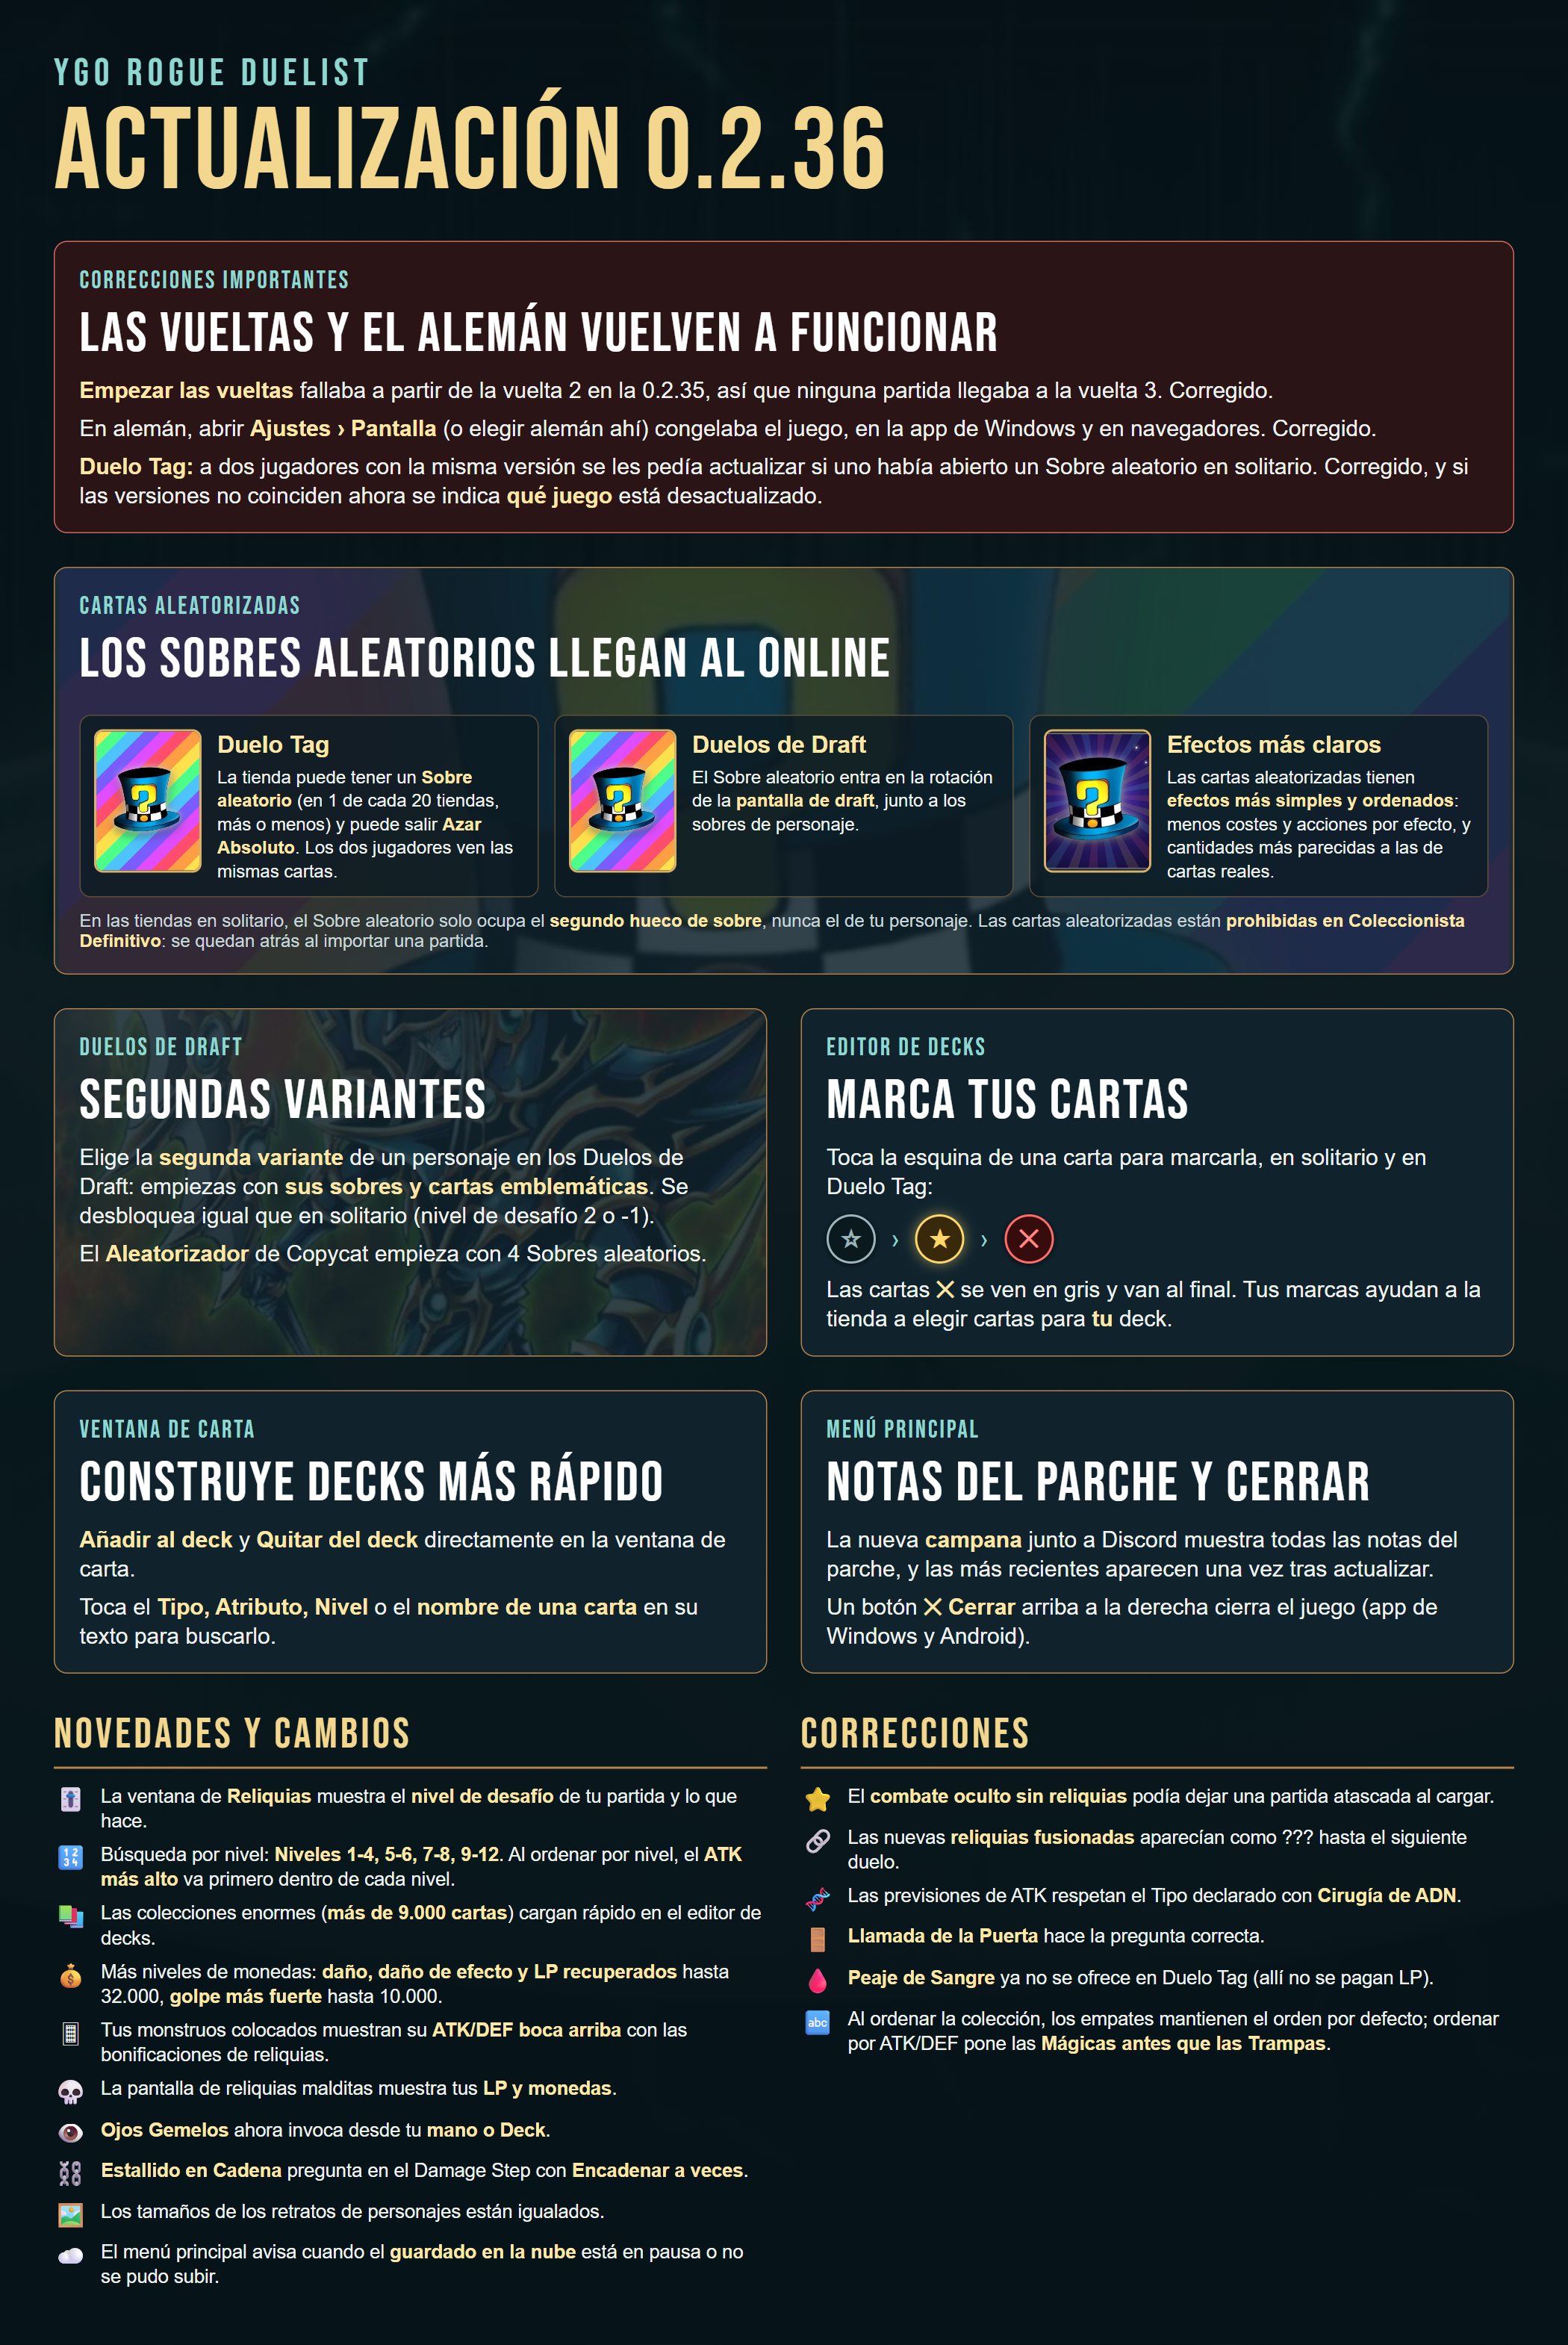 YGO ROGUE DUELIST
ACTUALIZACIÓN 0.2.36
CORRECCIONES IMPORTANTES
LAS VUELTAS Y EL ALEMÁN VUELVEN A FUNCIONAR
Empezar las vueltas fallaba a partir de la vuelta 2 en la 0.2.35, así que ninguna partida llegaba a la vuelta 3. Corregido.
En alemán, abrir Ajustes › Pantalla (o elegir alemán ahí) congelaba el juego, en la app de Windows y en navegadores. Corregido.
Duelo Tag: a dos jugadores con la misma versión se les pedía actualizar si uno había abierto un Sobre aleatorio en solitario. Corregido, y si
las versiones no coinciden ahora se indica qué juego está desactualizado.
CARTAS ALEATORIZADAS
LOS SOBRES ALEATORIOS LLEGAN AL ONLINE
Duelo Tag
La tienda puede tener un Sobre
aleatorio (en 1 de cada 20 tiendas,
más o menos) y puede salir Azar
Absoluto. Los dos jugadores ven las
mismas cartas.
Duelos de Draft
El Sobre aleatorio entra en la rotación
de la pantalla de draft, junto a los
sobres de personaje.
Efectos más claros
Las cartas aleatorizadas tienen
efectos más simples y ordenados:
menos costes y acciones por efecto, y
cantidades más parecidas a las de
cartas reales.
En las tiendas en solitario, el Sobre aleatorio solo ocupa el segundo hueco de sobre, nunca el de tu personaje. Las cartas aleatorizadas están prohibidas en Coleccionista
Definitivo: se quedan atrás al importar una partida.
DUELOS DE DRAFT
SEGUNDAS VARIANTES
Elige la segunda variante de un personaje en los Duelos de
Draft: empiezas con sus sobres y cartas emblemáticas. Se
desbloquea igual que en solitario (nivel de desafío 2 o -1).
El Aleatorizador de Copycat empieza con 4 Sobres aleatorios.
EDITOR DE DECKS
MARCA TUS CARTAS
Toca la esquina de una carta para marcarla, en solitario y en
Duelo Tag:
☆ › ★ › ✕
Las cartas ✕ se ven en gris y van al final. Tus marcas ayudan a la
tienda a elegir cartas para tu deck.
VENTANA DE CARTA
CONSTRUYE DECKS MÁS RÁPIDO
Añadir al deck y Quitar del deck directamente en la ventana de
carta.
Toca el Tipo, Atributo, Nivel o el nombre de una carta en su
texto para buscarlo.
MENÚ PRINCIPAL
NOTAS DEL PARCHE Y CERRAR
La nueva campana junto a Discord muestra todas las notas del
parche, y las más recientes aparecen una vez tras actualizar.
Un botón ✕ Cerrar arriba a la derecha cierra el juego (app de
Windows y Android).
NOVEDADES Y CAMBIOS
La ventana de Reliquias muestra el nivel de desafío de tu partida y lo que
hace.
Búsqueda por nivel: Niveles 1-4, 5-6, 7-8, 9-12. Al ordenar por nivel, el ATK
más alto va primero dentro de cada nivel.
Las colecciones enormes (más de 9.000 cartas) cargan rápido en el editor de
decks.
Más niveles de monedas: daño, daño de efecto y LP recuperados hasta
32.000, golpe más fuerte hasta 10.000.
Tus monstruos colocados muestran su ATK/DEF boca arriba con las
bonificaciones de reliquias.
La pantalla de reliquias malditas muestra tus LP y monedas.
Ojos Gemelos ahora invoca desde tu mano o Deck.
Estallido en Cadena pregunta en el Damage Step con Encadenar a veces.
Los tamaños de los retratos de personajes están igualados.
El menú principal avisa cuando el guardado en la nube está en pausa o no
se pudo subir.
CORRECCIONES
El combate oculto sin reliquias podía dejar una partida atascada al cargar.
Las nuevas reliquias fusionadas aparecían como ??? hasta el siguiente
duelo.
Las previsiones de ATK respetan el Tipo declarado con Cirugía de ADN.
Llamada de la Puerta hace la pregunta correcta.
Peaje de Sangre ya no se ofrece en Duelo Tag (allí no se pagan LP).
Al ordenar la colección, los empates mantienen el orden por defecto; ordenar
por ATK/DEF pone las Mágicas antes que las Trampas.